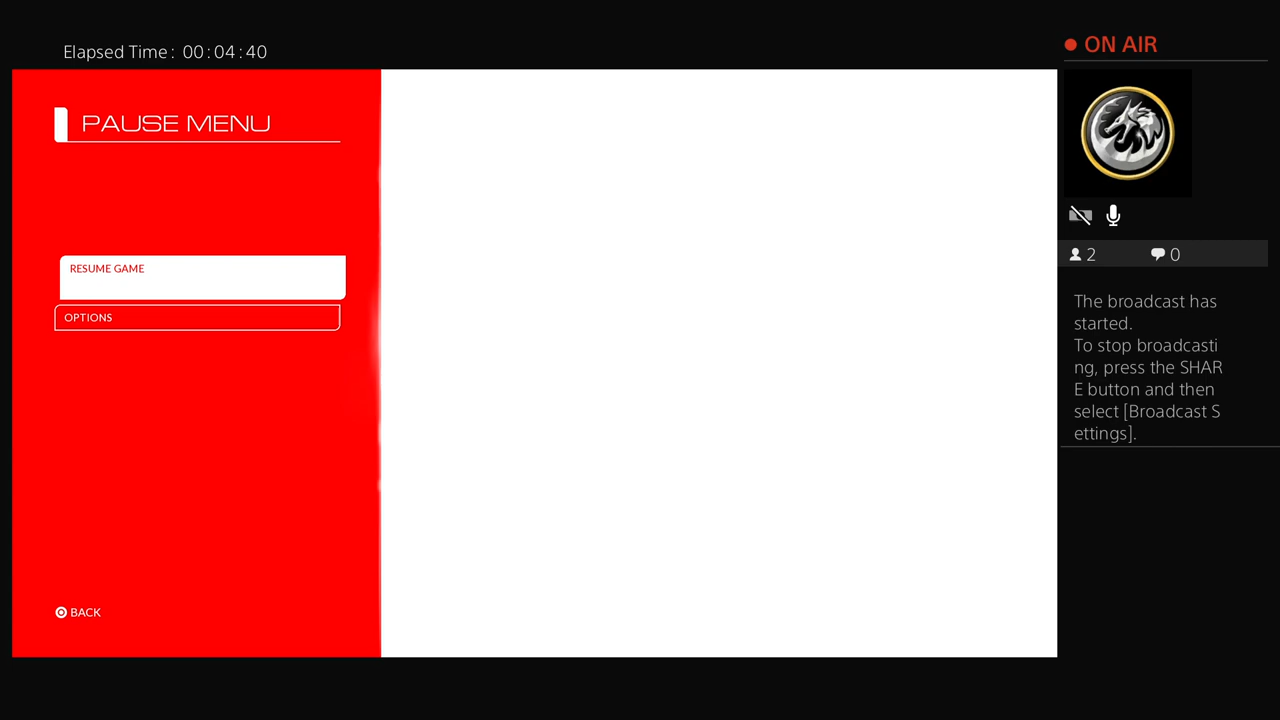 Elapsed Time: 00:04:40
ON AIR
PAUSE MENU
RESUME GAME
OPTIONS
BACK
2 0
The broadcast has
started.
To stop broadcasti
ng, press the SHAR
E button and then
select [Broadcast S
ettings].